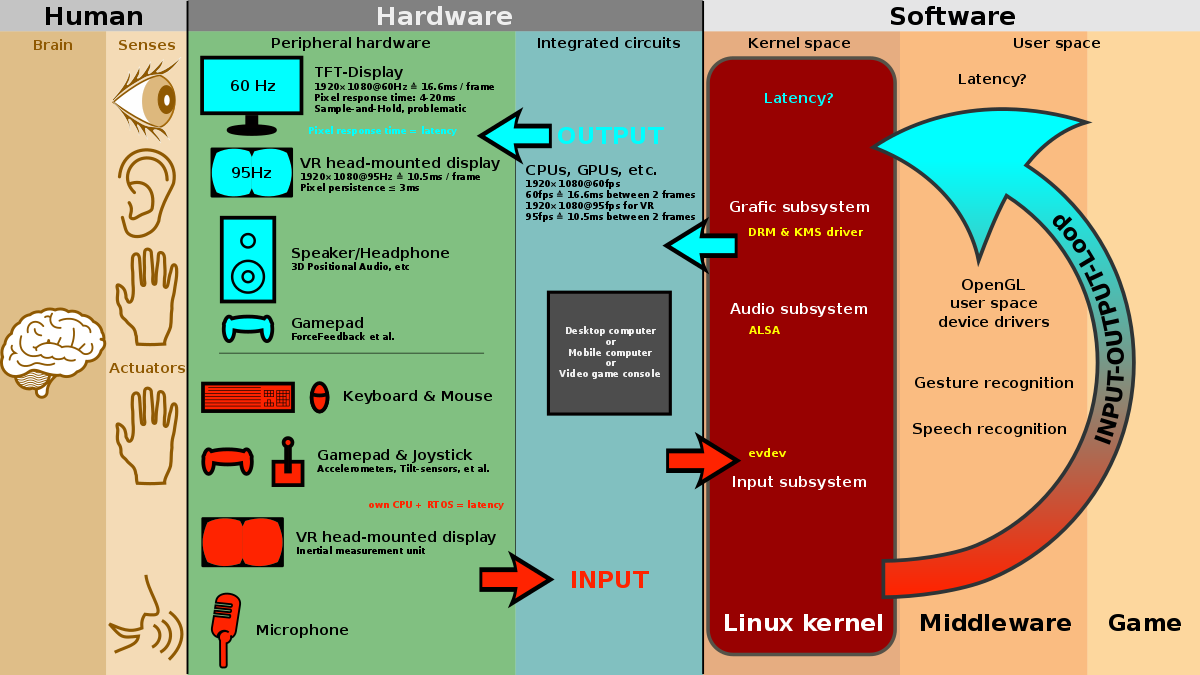 Human
Hardware
Software
Brain
Senses
Peripheral hardware
Integrated circuits
Kernel space
User space
60 Hz
TFT-Display
1920×1080@60Hz ≙ 16.6ms / frame
Pixel response time: 4-20ms
Sample-and-Hold, problematic
Pixel response time = latency
95Hz
VR head-mounted display
1920×1080@95Hz ≙ 10.5ms / frame
Pixel persistence ≤ 3ms
Speaker/Headphone
3D Positional Audio, etc
Gamepad
ForceFeedback et al.
Actuators
Keyboard & Mouse
Gamepad & Joystick
Accelerometers, Tilt-sensors, et al.
own CPU + RTOS = latency
VR head-mounted display
Inertial measurement unit
Microphone
OUTPUT
CPUs, GPUs, etc.
1920×1080@60fps
60fps ≙ 16.6ms between 2 frames
1920×1080@95fps for VR
95fps ≙ 10.5ms between 2 frames
Desktop computer
or
Mobile computer
or
Video game console
INPUT
Latency?
Grafic subsystem
DRM & KMS driver
Audio subsystem
ALSA
evdev
Input subsystem
Linux kernel
Latency?
OpenGL
user space
device drivers
Gesture recognition
Speech recognition
INPUT-OUTPUT-Loop
Middleware
Game